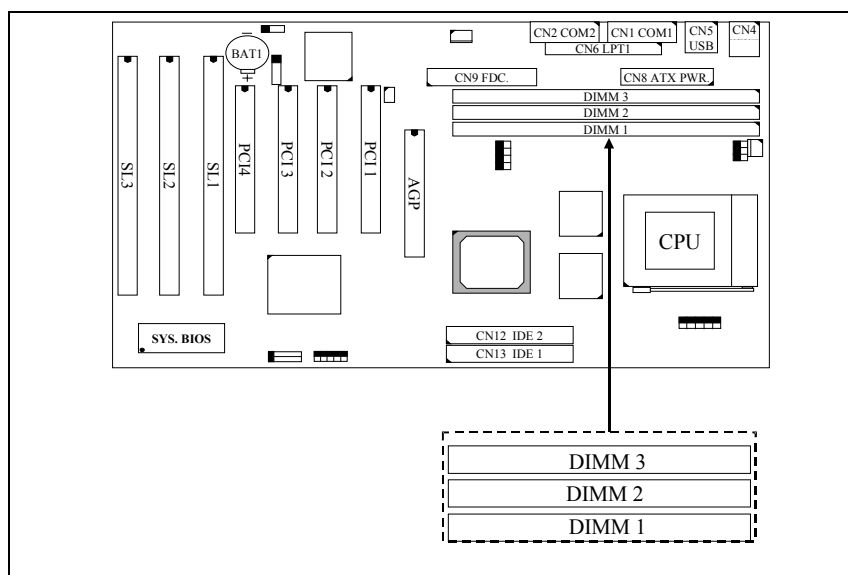 CN2 COM2
CN1 COM1
CN5
USB
CN4
CN6 LPT1
BAT1
CN9 FDC.
CN8 ATX PWR.
DIMM 3
DIMM 2
DIMM 1
SL3
SL2
SL1
PCI4
PCI 3
PCI 2
PCI 1
AGP
CPU
SYS. BIOS
CN12 IDE 2
CN13 IDE 1
DIMM 3
DIMM 2
DIMM 1